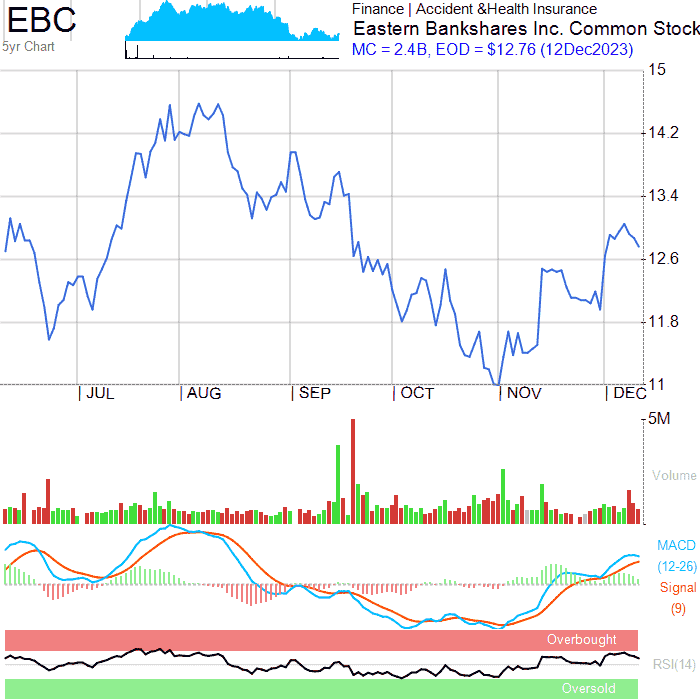 EBC
5yr Chart
Finance | Accident &Health Insurance
Eastern Bankshares Inc. Common Stock
MC = 2.4B, EOD = $12.76 (12Dec2023)
15
14.2
13.4
12.6
11.8
11
| JUL | AUG | SEP | OCT | NOV | DEC
5M
Volume
MACD
(12-26)
Signal
(9)
Overbought
RSI(14)
Oversold